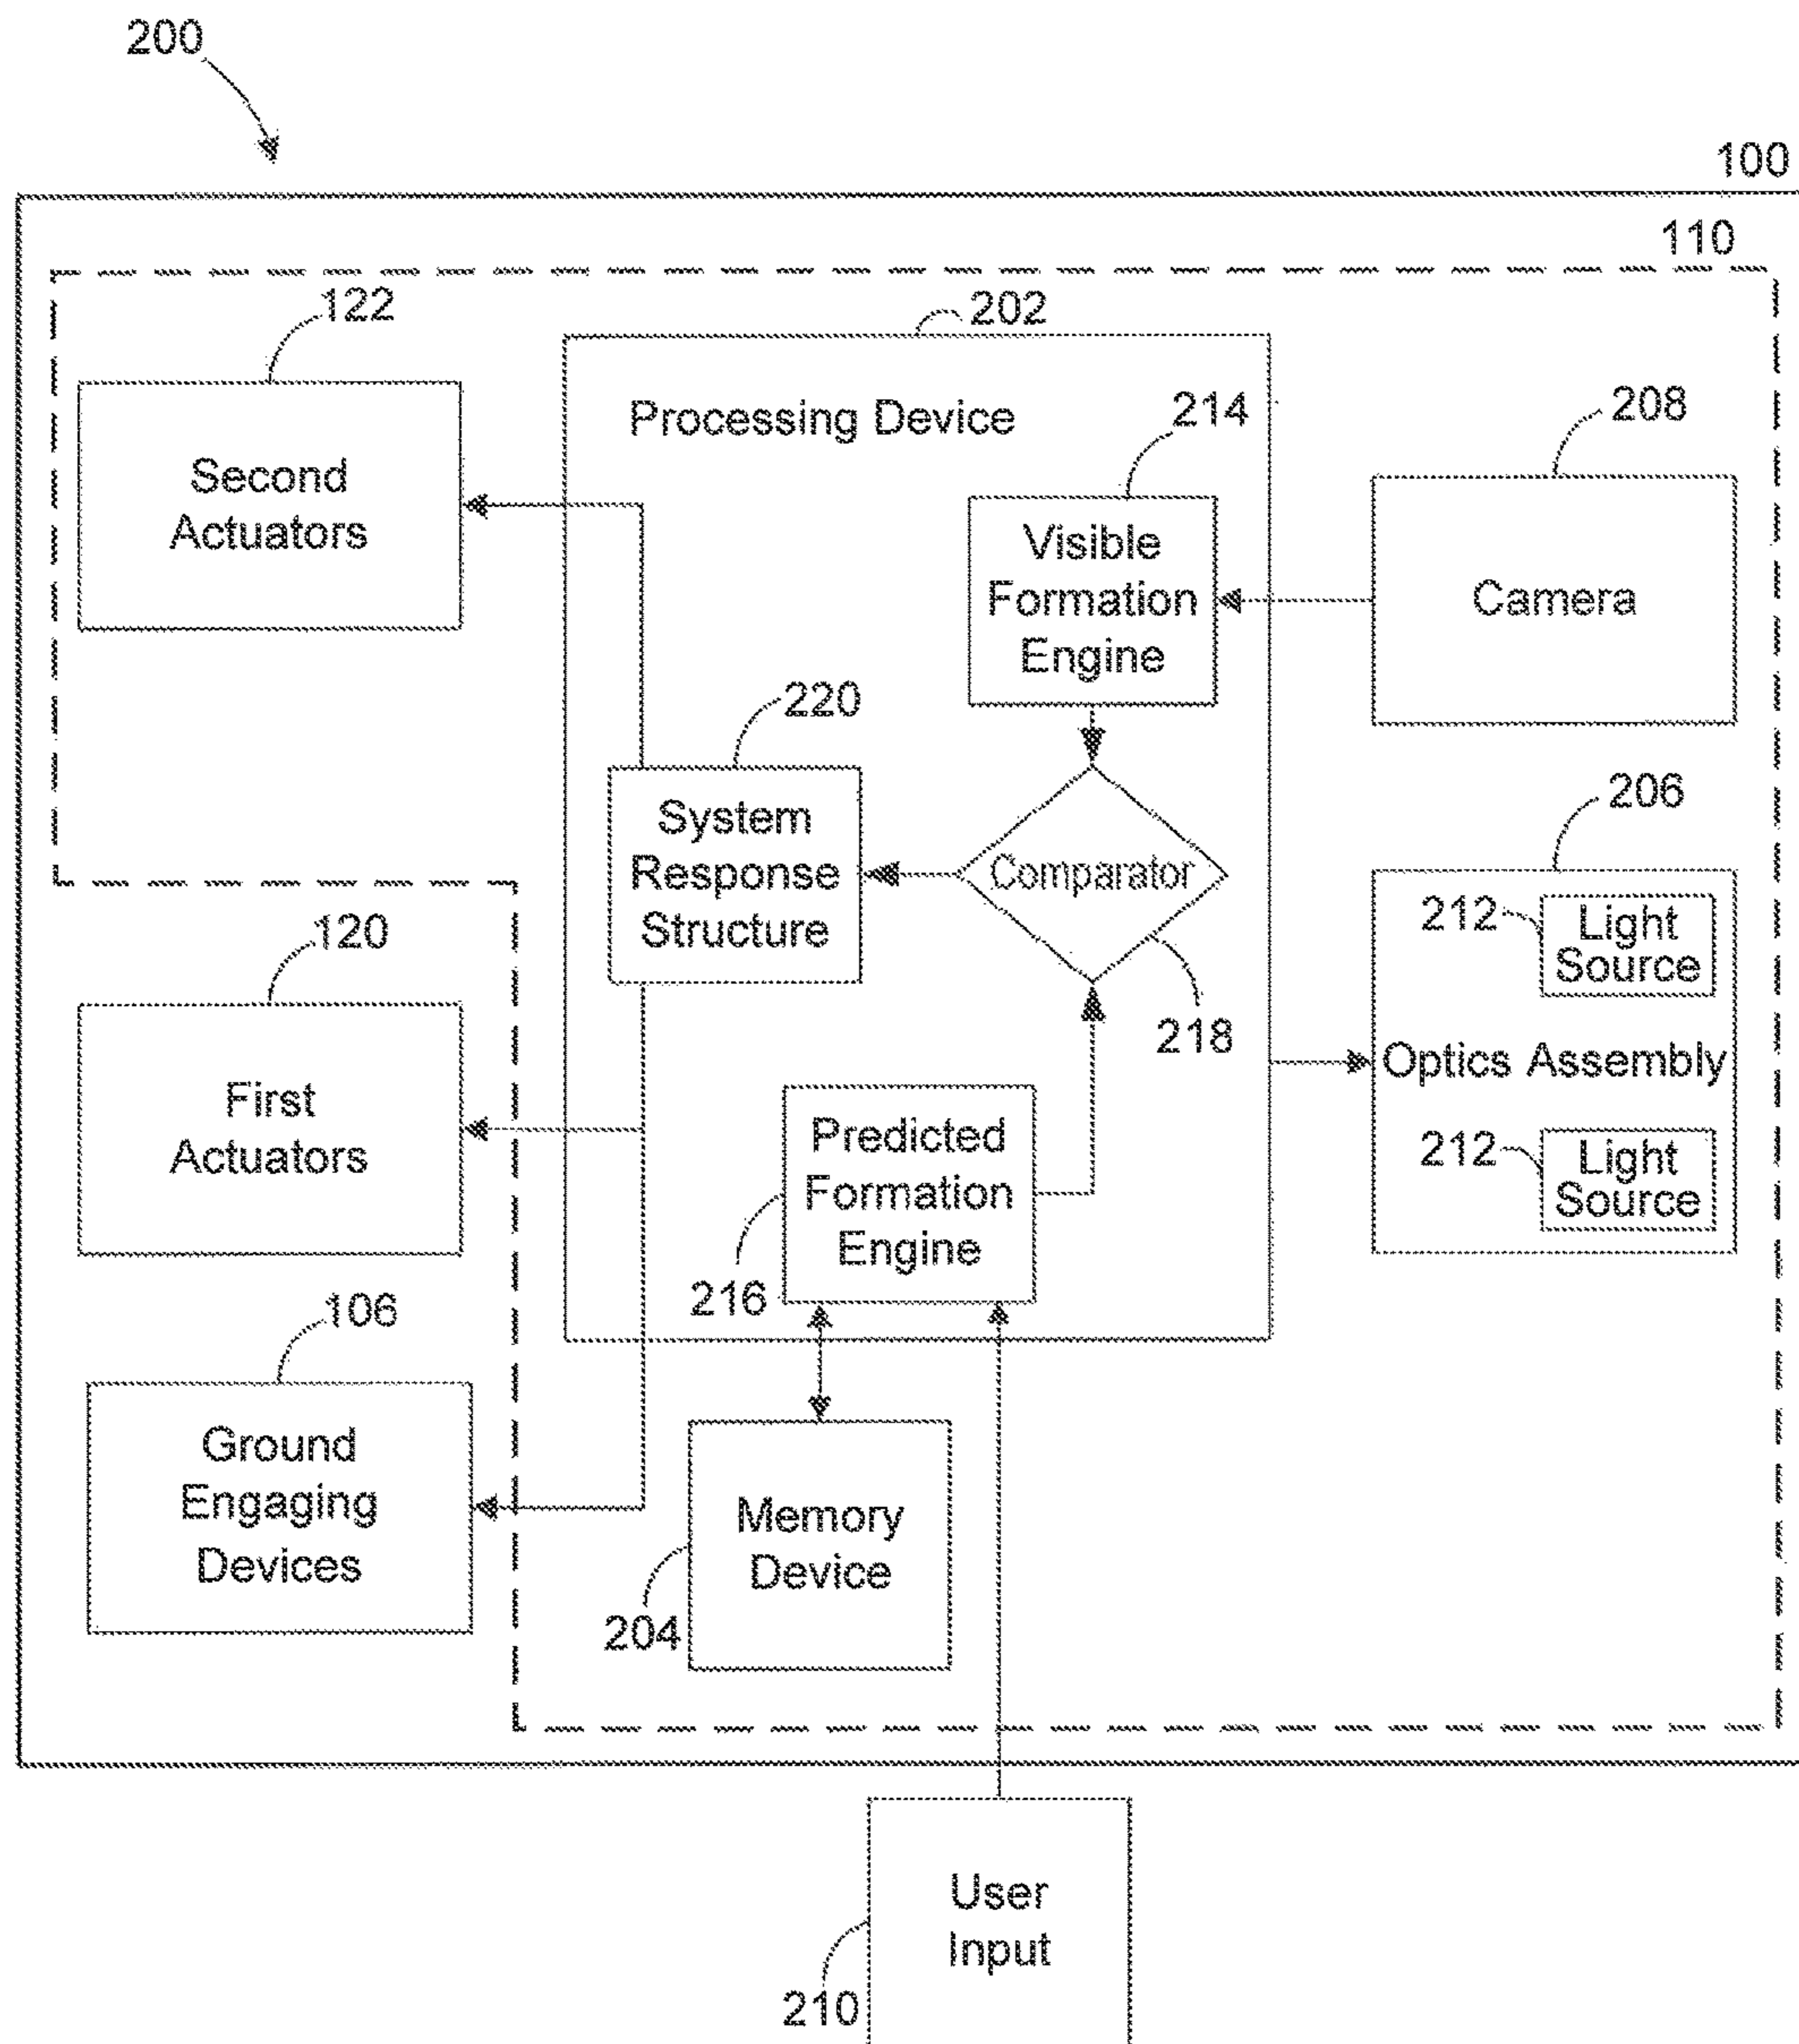 200
100
110
122
202
Second
Actuators
Processing Device
214
Visible
Formation
Engine
208
Camera
220
System
Response
Structure
Comparator
218
206
212
Light
Source
Optics Assembly
212
Light
Source
120
First
Actuators
Predicted
Formation
Engine
216
106
Ground
Engaging
Devices
Memory
Device
204
User
Input
210